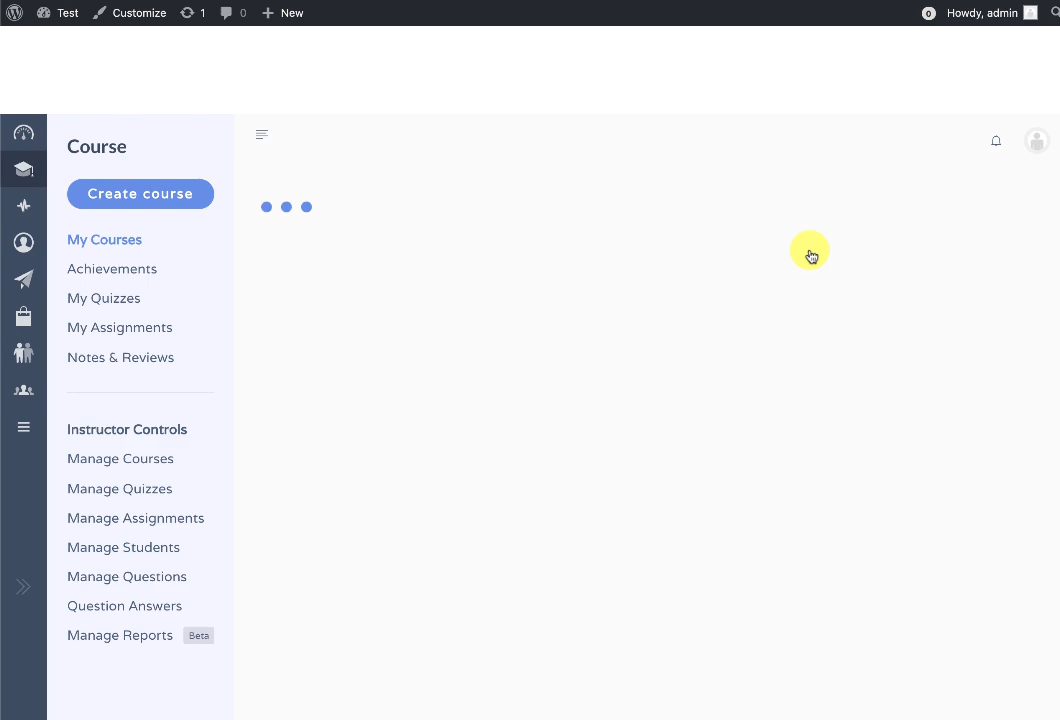 Test Customize 1 0 New 0 Howdy, admin
Course
Create course
My Courses
Achievements
My Quizzes
My Assignments
Notes & Reviews
Instructor Controls
Manage Courses
Manage Quizzes
Manage Assignments
Manage Students
Manage Questions
Question Answers
Manage Reports Beta